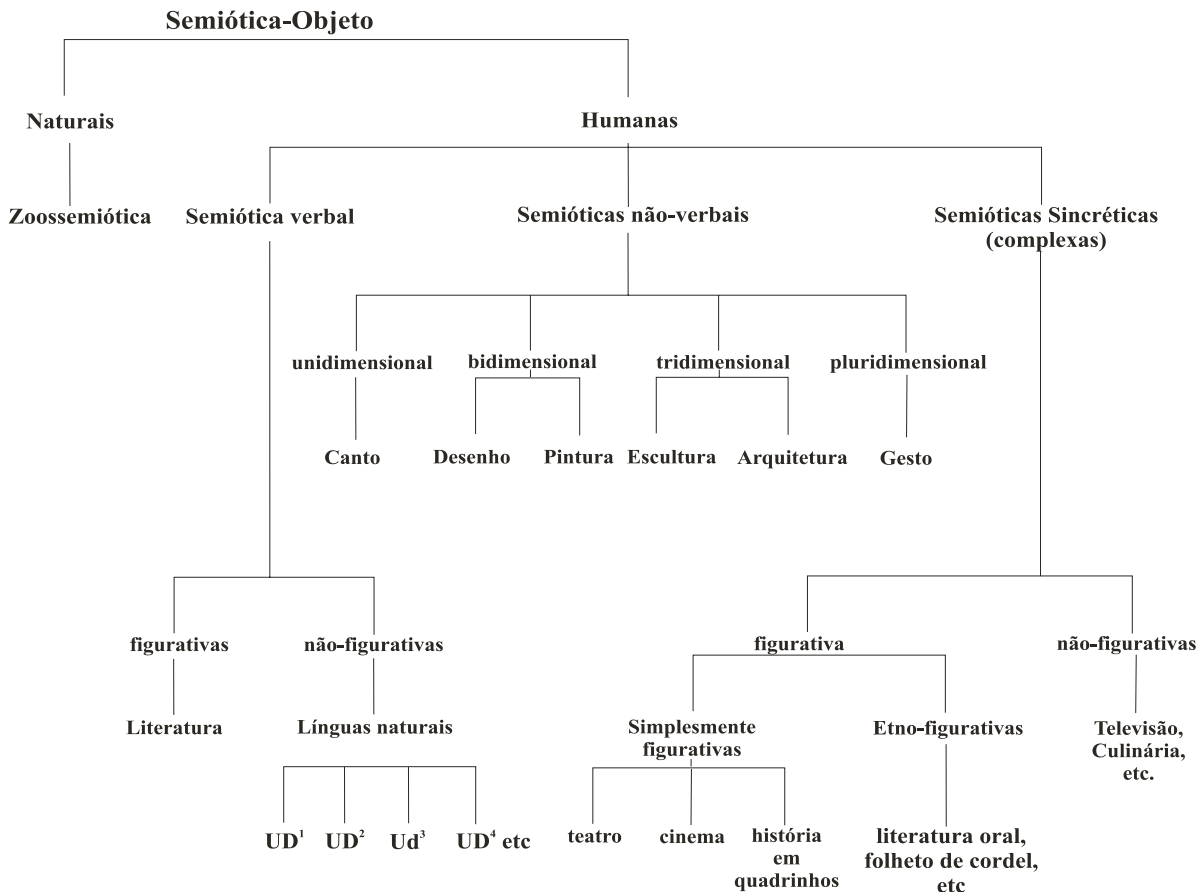 Semiótica-Objeto
Naturais
Humanas
Zoossemiótica
Semiótica verbal
Semióticas não-verbais
Semióticas Sincréticas
(complexas)
unidimensional
bidimensional
tridimensional
pluridimensional
Canto
Desenho
Pintura
Escultura
Arquitetura
Gesto
figurativas
não-figurativas
figurativa
não-figurativas
Literatura
Línguas naturais
Simplesmente
figurativas
Etno-figurativas
Televisão,
Culinária,
etc.
UD¹
UD²
Ud³
UD⁴ etc
teatro
cinema
história
em
quadrinhos
literatura oral,
folheto de cordel,
etc